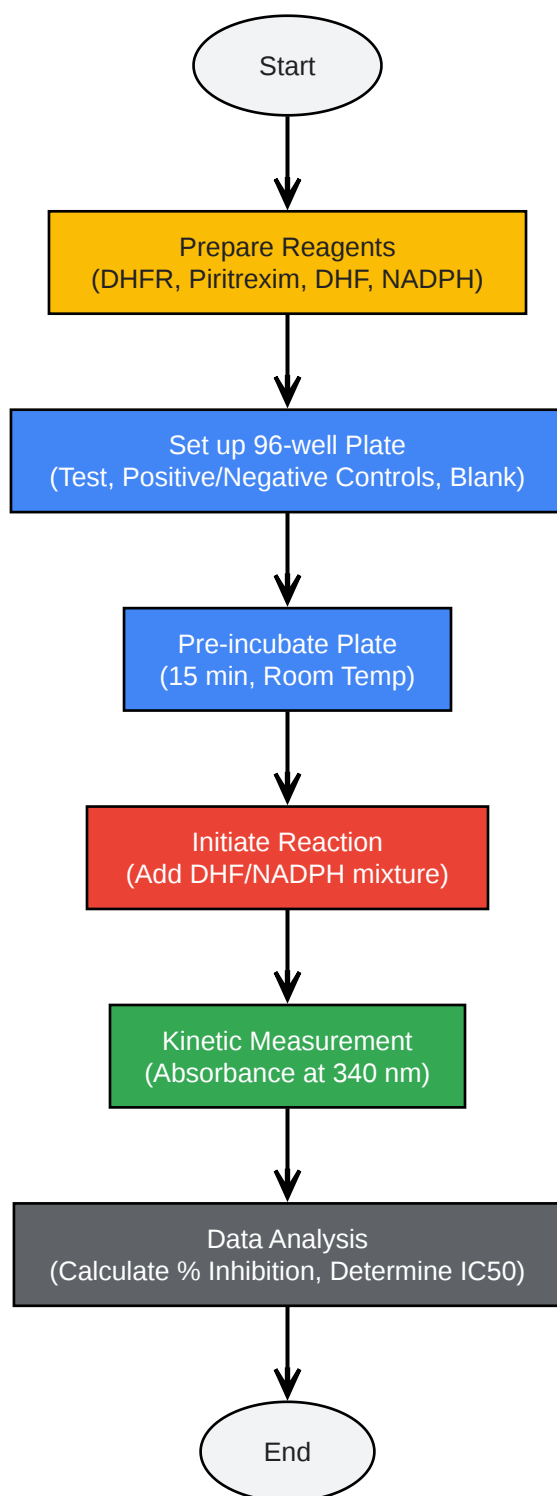 Start
Prepare Reagents
(DHFR, Piritrexim, DHF, NADPH)
Set up 96-well Plate
(Test, Positive/Negative Controls, Blank)
Pre-incubate Plate
(15 min, Room Temp)
Initiate Reaction
(Add DHF/NADPH mixture)
Kinetic Measurement
(Absorbance at 340 nm)
Data Analysis
(Calculate % Inhibition, Determine IC50)
End